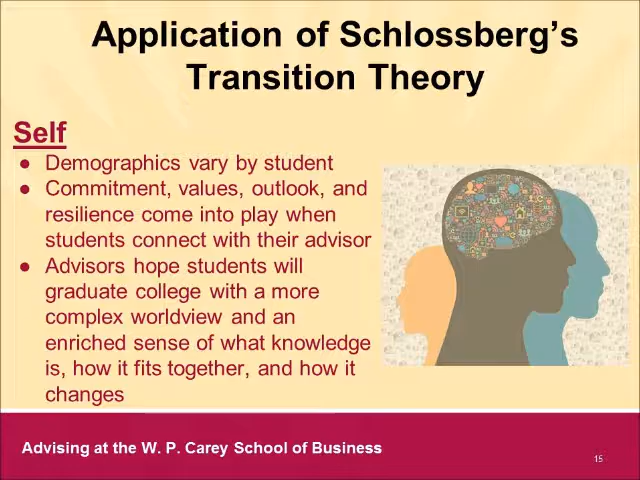 Application of Schlossberg's
Transition Theory
Self
● Demographics vary by student
● Commitment, values, outlook, and
resilience come into play when
students connect with their advisor
● Advisors hope students will
graduate college with a more
complex worldview and an
enriched sense of what knowledge
is, how it fits together, and how it
changes
Advising at the W. P. Carey School of Business
15